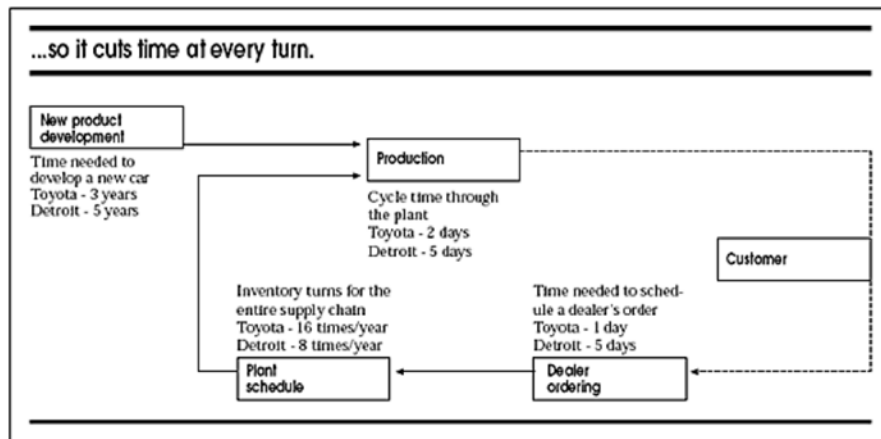 ...so it cuts time at every turn.
New product
development
Time needed to
develop a new car
Toyota - 3 years
Detroit - 5 years
Production
Cycle time through
the plant
Toyota - 2 days
Detroit - 5 days
Customer
Inventory turns for the
entire supply chain
Toyota - 16 times/year
Detroit - 8 times/year
Plant
schedule
Time needed to sched-
ule a dealer's order
Toyota - 1 day
Detroit - 5 days
Dealer
ordering